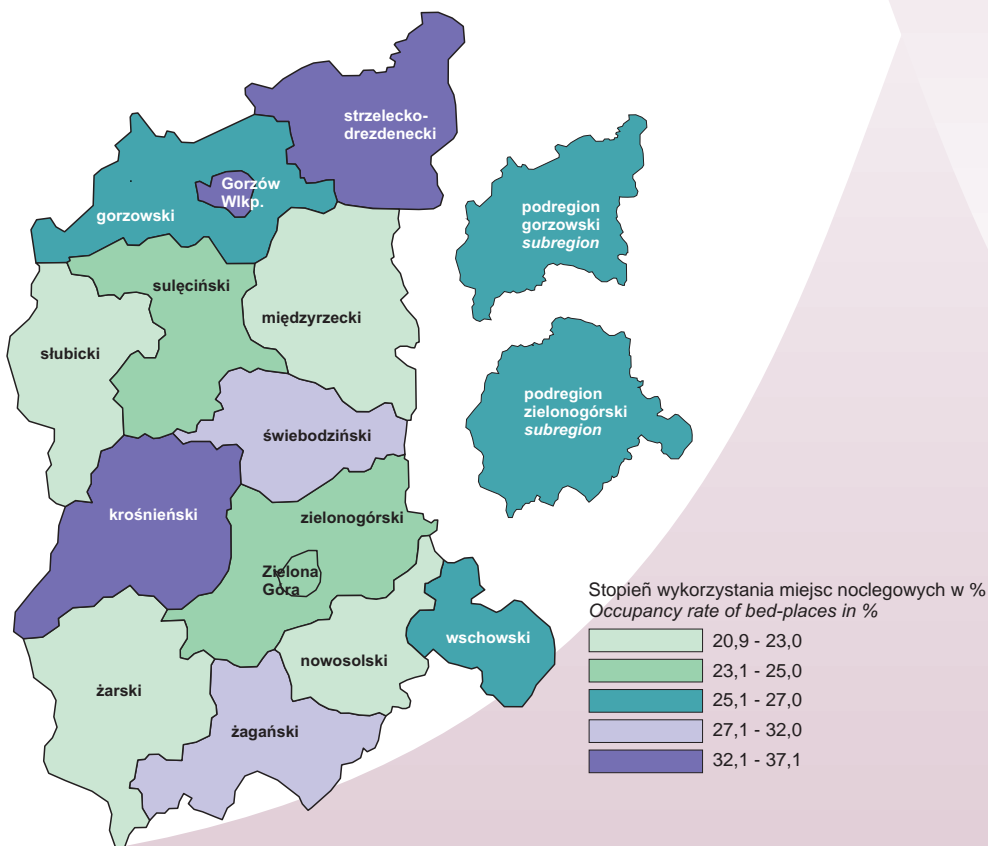 strzelecko-
drezdenecki
Gorzów
Wlkp.
gorzowski
sulęciński
międzyrzecki
słubicki
świebodziński
krośnieński
zielonogórski
Zielona
Góra
wschowski
nowosolski
żarski
żagański
podregion
gorzowski
subregion
podregion
zielonogórski
subregion
Stopień wykorzystania miejsc noclegowych w %
Occupancy rate of bed-places in %
20,9 - 23,0
23,1 - 25,0
25,1 - 27,0
27,1 - 32,0
32,1 - 37,1